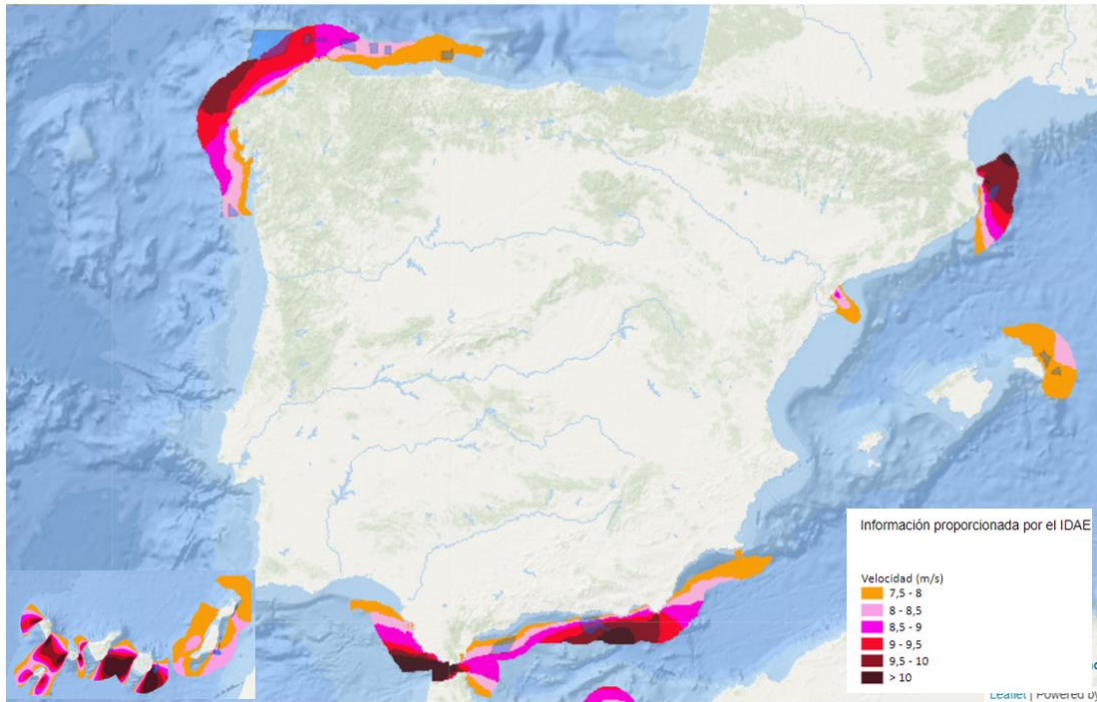 Información proporcionada por el IDAE
Velocidad (m/s)
7,5 - 8
8 - 8,5
8,5 - 9
9 - 9,5
9,5 - 10
> 10
Leaflet | Powered by